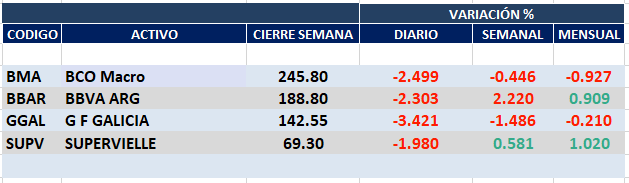 VARIACIÓN %
CODIGO ACTIVO CIERRE SEMANA DIARIO SEMANAL MENSUAL
BMA BCO Macro 245.80 -2.499 -0.446 -0.927
BBAR BBVA ARG 188.80 -2.303 2.220 0.909
GGAL G F GALICIA 142.55 -3.421 -1.486 -0.210
SUPV SUPERVIELLE 69.30 -1.980 0.581 1.020